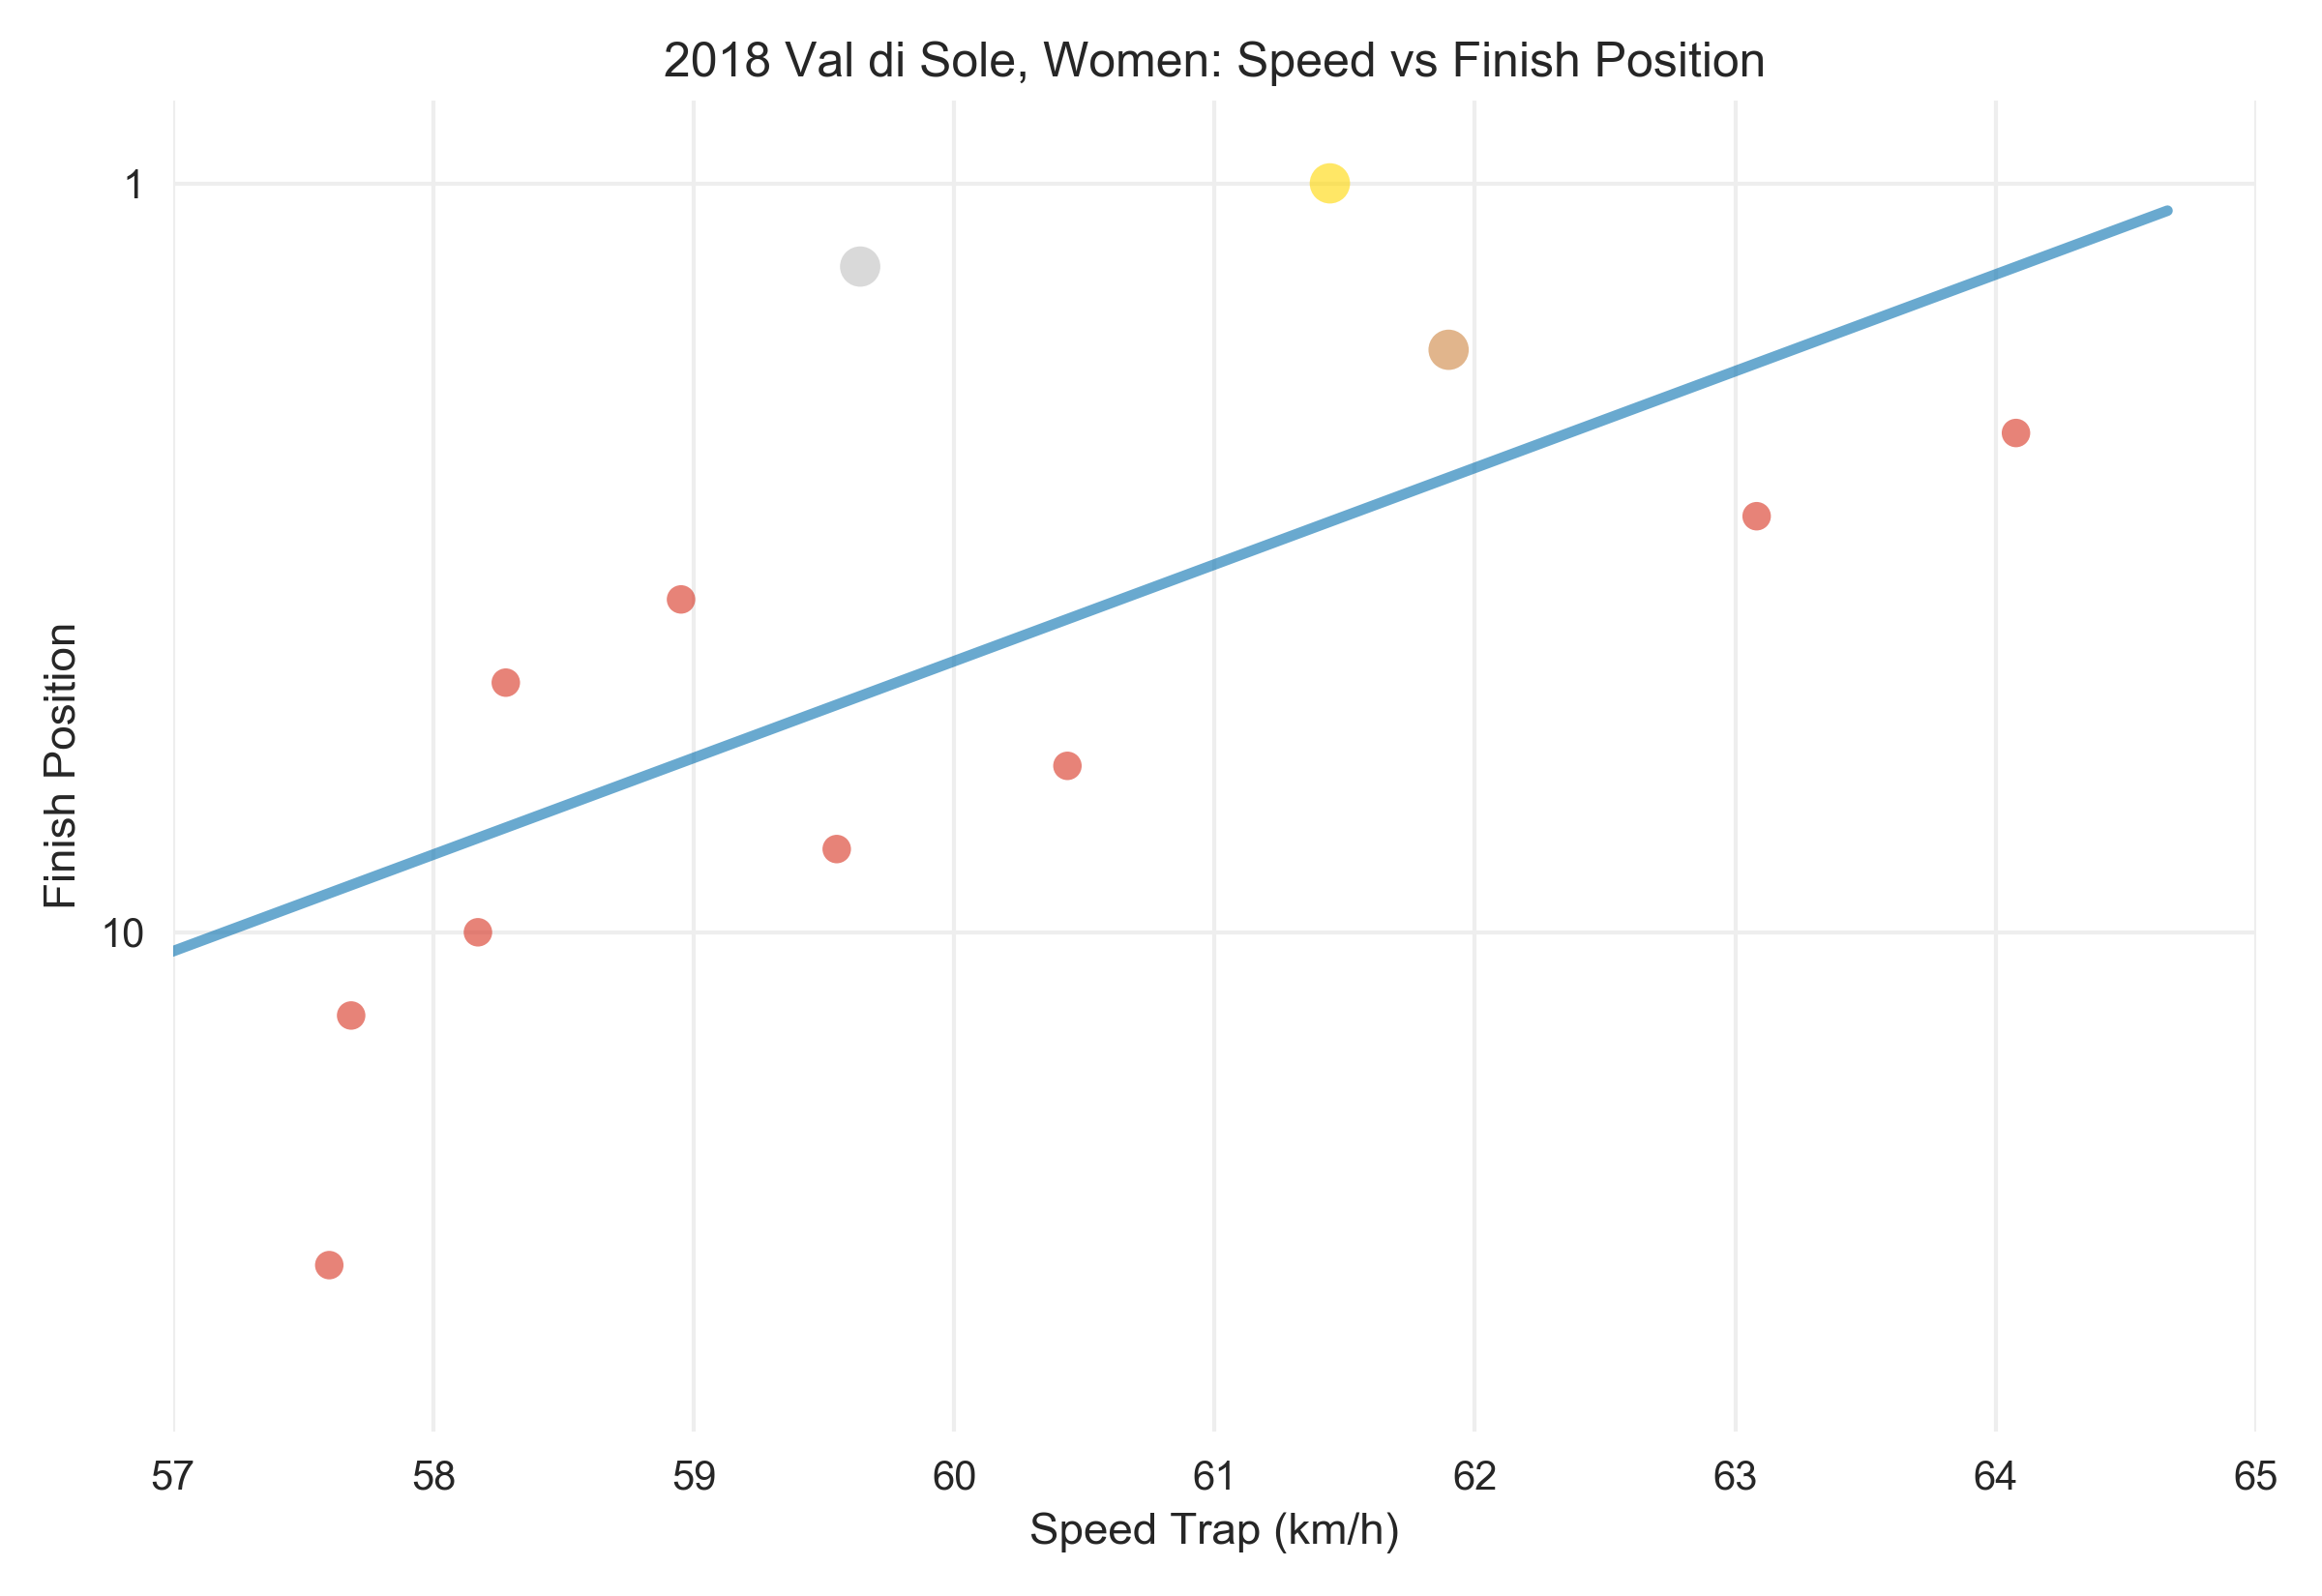 2018 Val di Sole, Women: Speed vs Finish Position
1
10
Finish Position
57 58 59 60 61 62 63 64 65
Speed Trap (km/h)